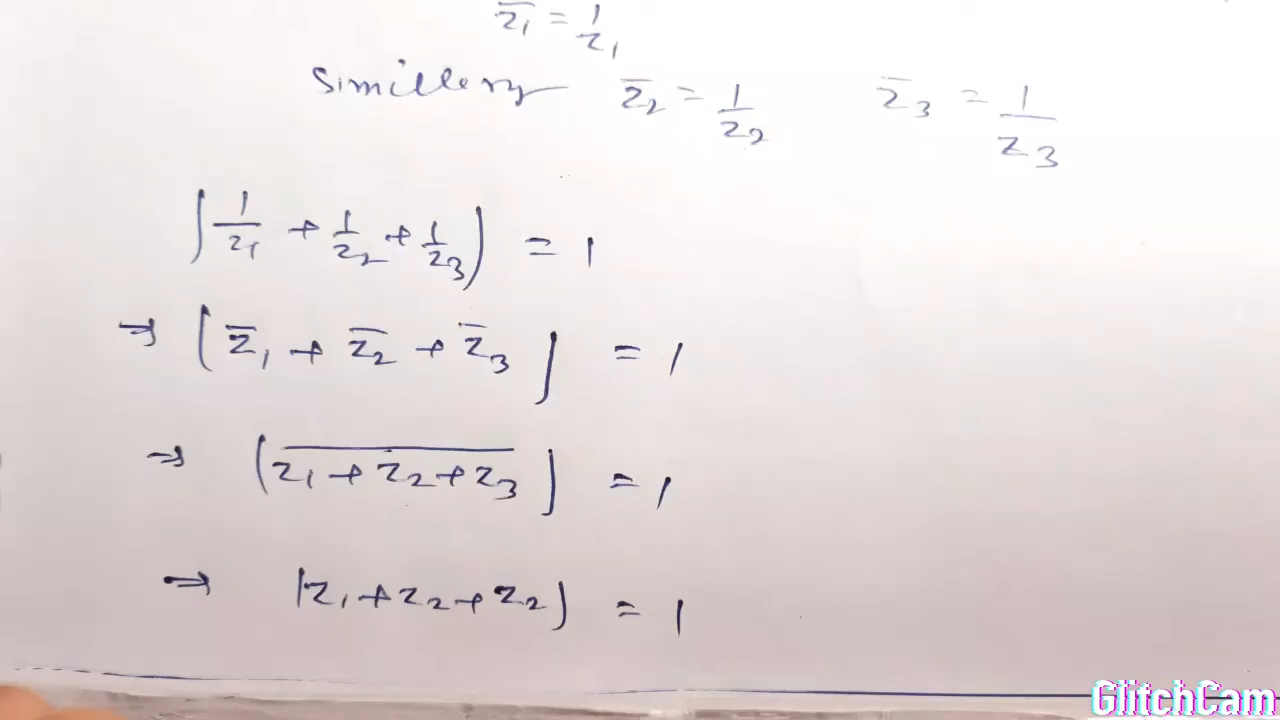 z̄₁ = 1/z₁
Simillery z̄₂ = 1/z₂ z̄₃ = 1/z₃
|1/z₁ + 1/z₂ + 1/z₃| = 1
⇒ |z̄₁ + z̄₂ + z̄₃| = 1
⇒ |\overline{z₁ + z₂ + z₃}| = 1
⇒ |z₁ + z₂ + z₂| = 1
GlitchCam